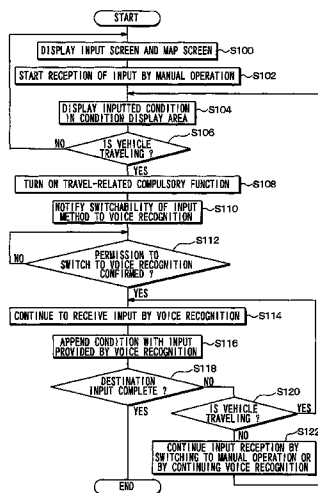 START
DISPLAY INPUT SCREEN AND MAP SCREEN
S100
START RECEPTION OF INPUT BY MANUAL OPERATION
S102
DISPLAY INPUTTED CONDITION
IN CONDITION DISPLAY AREA
S104
S106
IS VEHICLE
TRAVELING ?
NO
YES
TURN ON TRAVEL-RELATED COMPULSORY FUNCTION
S108
NOTIFY SWITCHABILITY OF INPUT
METHOD TO VOICE RECOGNITION
S110
S112
PERMISSION TO
SWITCH TO VOICE RECOGNITION
CONFIRMED ?
NO
YES
CONTINUE TO RECEIVE INPUT BY VOICE RECOGNITION
S114
APPEND CONDITION WITH INPUT
PROVIDED BY VOICE RECOGNITION
S116
S118
DESTINATION
INPUT COMPLETE ?
NO
YES
S120
IS VEHICLE
TRAVELING ?
YES
NO
S122
CONTINUE INPUT RECEPTION BY
SWITCHING TO MANUAL OPERATION OR
BY CONTINUING VOICE RECOGNITION
END